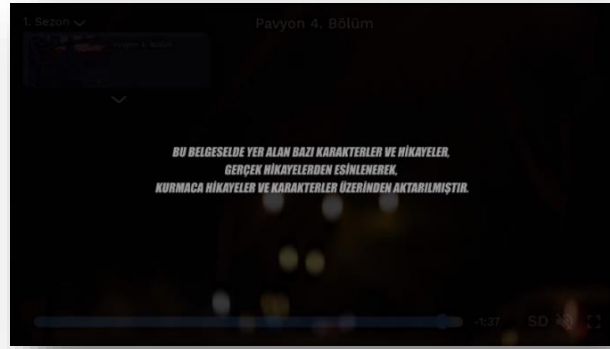 1. Sezon
Pavyon 4. Bölüm
BU BELGESELDE YER ALAN BAZI KARAKTERLER VE HİKAYELER,
GERÇEK HİKAYELERDEN ESİNLENEREK,
KURMACA HİKAYELER VE KARAKTERLER ÜZERİNDEN AKTARILMIŞTIR.
-1:37 SD